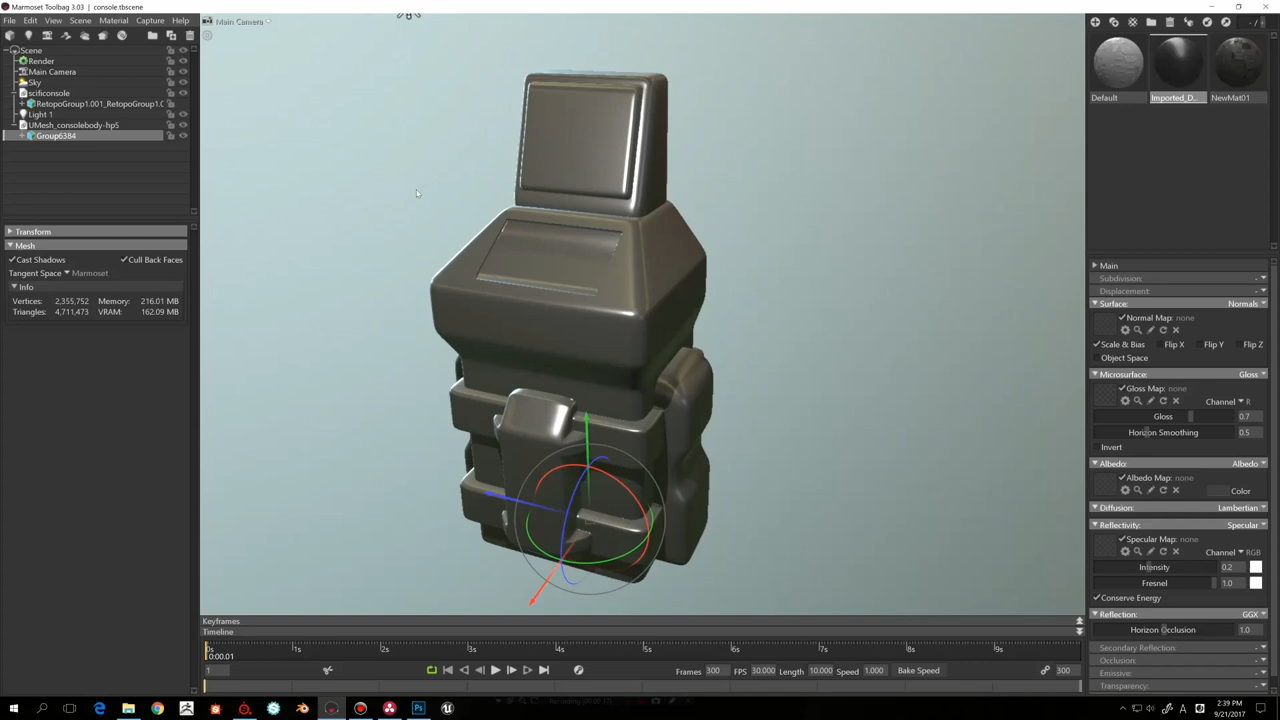 Marmoset Toolbag 3.03 | console.tbscene
File Edit View Scene Material Capture Help
Main Camera
Scene
Render
Main Camera
Sky
scificonsole
RetopoGroup1.001_RetopoGroup1.0
Light 1
UMesh_consolebody-hp5
Group6384
Transform
Mesh
Cast Shadows Cull Back Faces
Tangent Space Marmoset
Info
Vertices: 2,355,752 Memory: 216.01 MB
Triangles: 4,711,473 VRAM: 162.09 MB
Default Imported_D... NewMat01
Main
Subdivision:
Displacement:
Surface: Normals
Normal Map: none
Scale & Bias Flip X Flip Y Flip Z
Object Space
Microsurface: Gloss
Gloss Map: none
Channel R
Gloss 0.7
Horizon Smoothing 0.5
Invert
Albedo: Albedo
Albedo Map: none
Color
Diffusion: Lambertian
Reflectivity: Specular
Specular Map: none
Channel RGB
Intensity 0.2
Fresnel 1.0
Conserve Energy
Reflection: GGX
Horizon Occlusion 1.0
Secondary Reflection:
Occlusion:
Emissive:
Transparency:
Keyframes
Timeline
0s 1s 2s 3s 4s 5s 6s 7s 8s 9s
0:00.01
1 Frames 300 FPS 30.000 Length 10.000 Speed 1.000 Bake Speed 300
Recording [00:00:37]
2:39 PM
9/21/2017